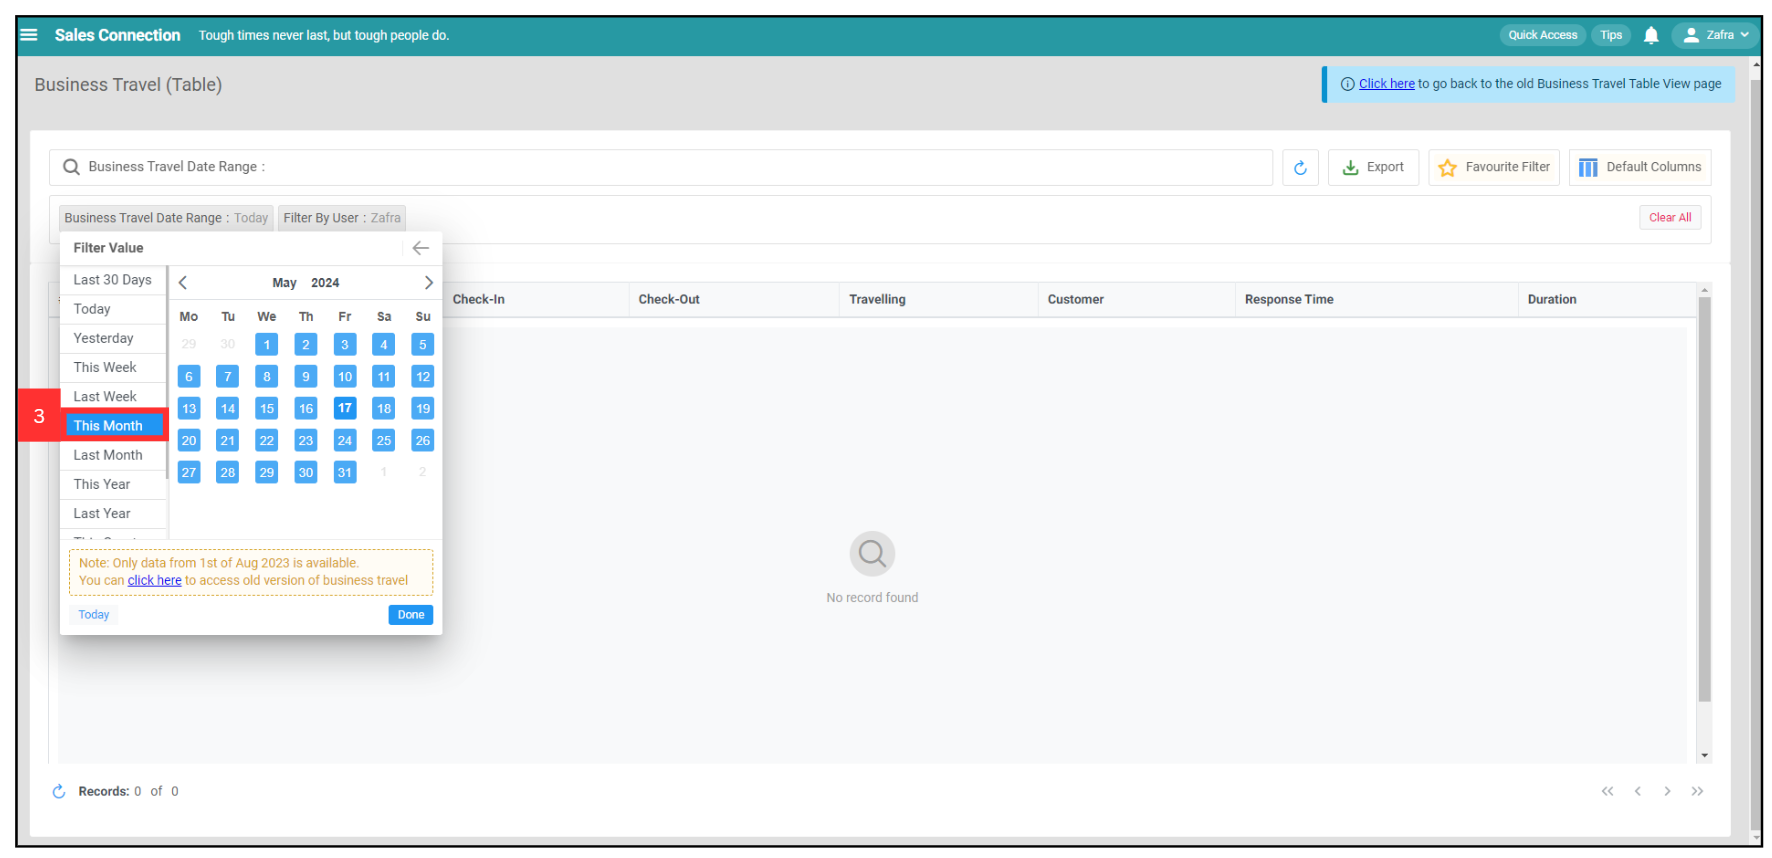 Sales Connection Tough times never last, but tough people do. Quick Access Tips Zafra
Business Travel (Table)
Click here to go back to the old Business Travel Table View page
Business Travel Date Range :
Export Favourite Filter Default Columns
Business Travel Date Range : Today Filter By User : Zafra
Clear All
Filter Value
Last 30 Days
Today
Yesterday
This Week
Last Week
3
This Month
Last Month
This Year
Last Year
May 2024
Mo Tu We Th Fr Sa Su
29 30 1 2 3 4 5
6 7 8 9 10 11 12
13 14 15 16 17 18 19
20 21 22 23 24 25 26
27 28 29 30 31 1 2
Note: Only data from 1st of Aug 2023 is available.
You can click here to access old version of business travel
Today Done
Check-In Check-Out Travelling Customer Response Time Duration
No record found
Records: 0 of 0